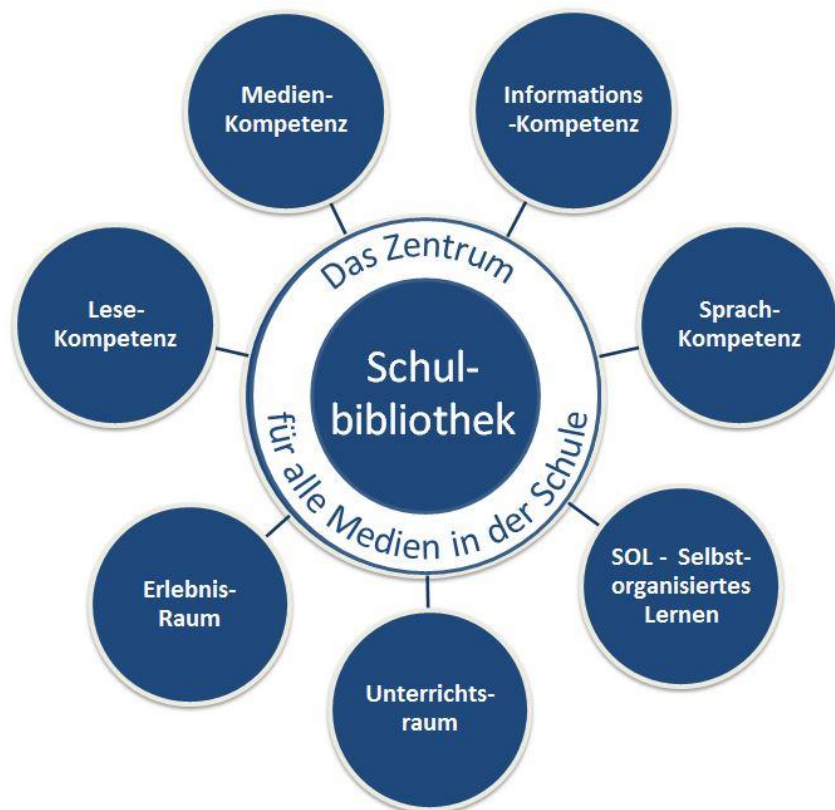 Medien-
Kompetenz
Informations
-Kompetenz
Lese-
Kompetenz
Das Zentrum
Sprach-
Kompetenz
Schul-
bibliothek
für alle Medien in der Schule
SOL - Selbst-
organisiertes
Lernen
Erlebnis-
Raum
Unterrichts-
raum